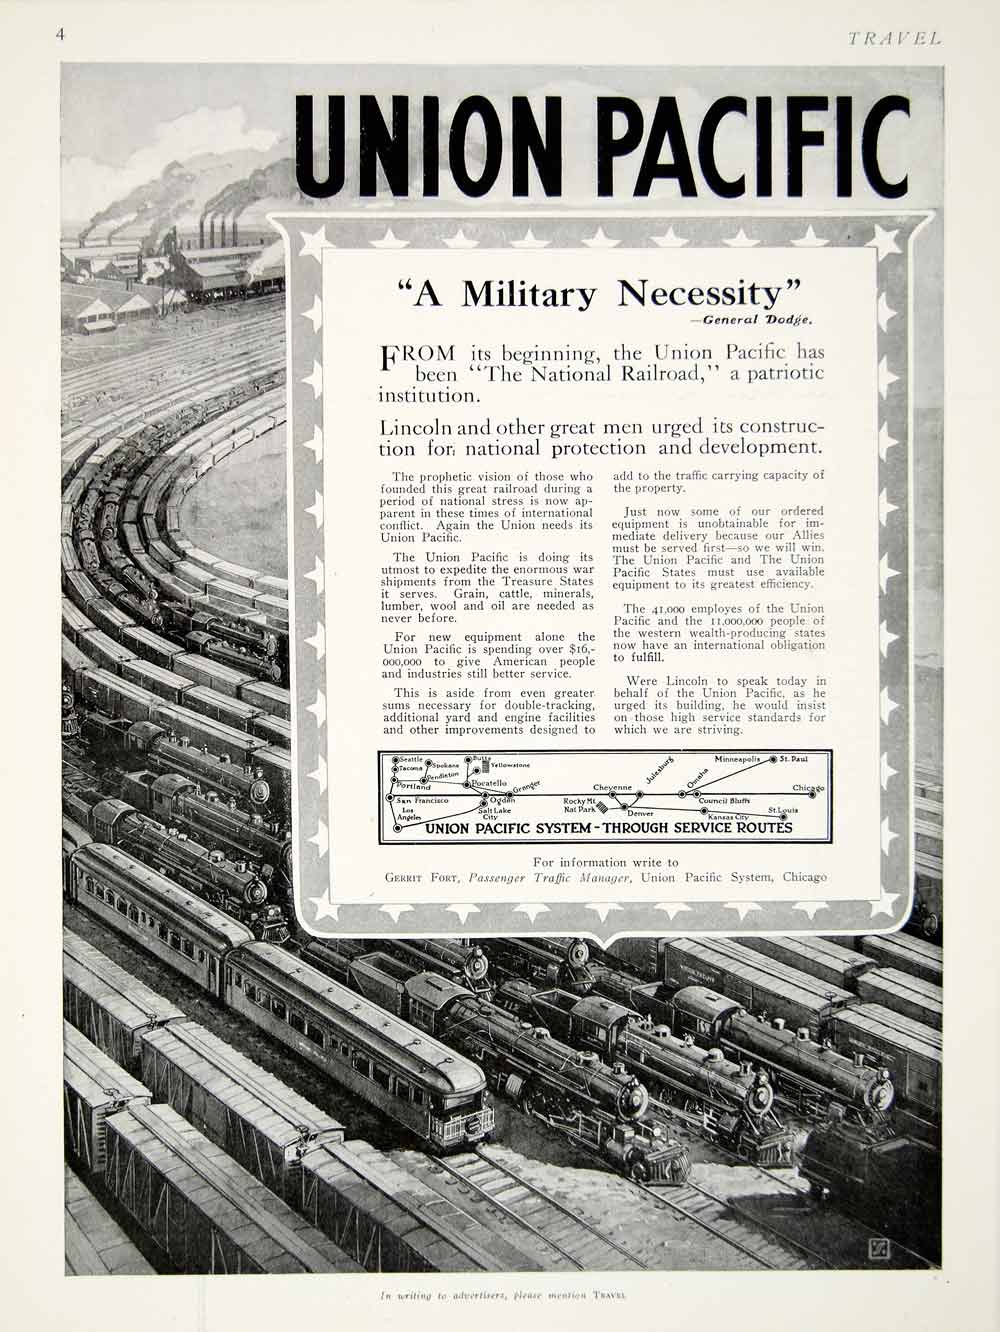 4
TRAVEL
UNION PACIFIC
“A Military Necessity”
—General Dodge.
FROM its beginning, the Union Pacific has
been “The National Railroad,” a patriotic
institution.
Lincoln and other great men urged its construc-
tion for national protection and development.
The prophetic vision of those who
founded this great railroad during a
period of national stress is now ap-
parent in these times of international
conflict. Again the Union needs its
Union Pacific.
The Union Pacific is doing its
utmost to expedite the enormous war
shipments from the Treasure States
it serves. Grain, cattle, minerals,
lumber, wool and oil are needed as
never before.
For new equipment alone the
Union Pacific is spending over $16,-
000,000 to give American people
and industries still better service.
This is aside from even greater
sums necessary for double-tracking,
additional yard and engine facilities
and other improvements designed to
add to the traffic carrying capacity of
the property.
Just now some of our ordered
equipment is unobtainable for im-
mediate delivery because our Allies
must be served first—so we will win.
The Union Pacific and The Union
Pacific States must use available
equipment to its greatest efficiency.
The 41,000 employes of the Union
Pacific and the 11,000,000 people of
the western wealth-producing states
now have an international obligation
to fulfill.
Were Lincoln to speak today in
behalf of the Union Pacific, as he
urged its building, he would insist
on those high service standards for
which we are striving.
Seattle
Tacoma
Spokane
Butte
Yellowstone
Portland
Pendleton
Pocatello
Granger
San Francisco
Ogden
Los
Angeles
Salt Lake
City
Cheyenne
Julesburg
Rocky Mt.
Nat Park
Denver
Omaha
Minneapolis
St. Paul
Chicago
Council Bluffs
Kansas City
St. Louis
UNION PACIFIC SYSTEM-THROUGH SERVICE ROUTES
For information write to
GERRIT FORT, Passenger Traffic Manager, Union Pacific System, Chicago
UNION PACIFIC
In writing to advertisers, please mention TRAVEL